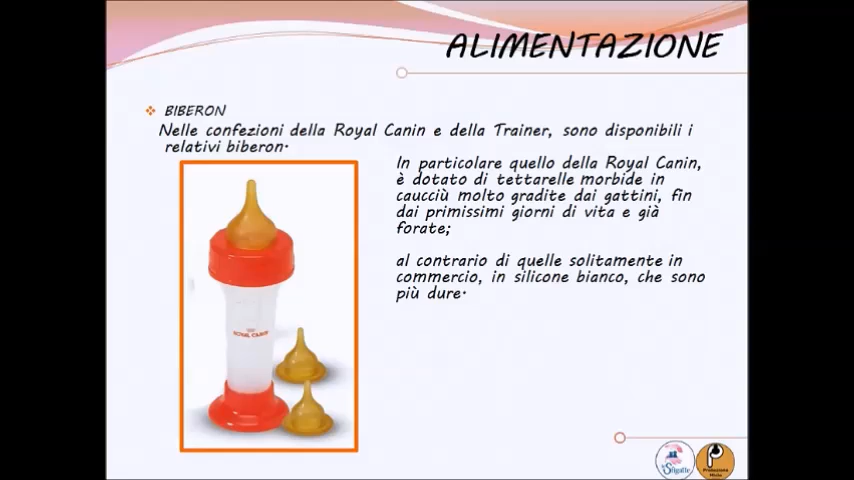 ALIMENTAZIONE
BIBERON
Nelle confezioni della Royal Canin e della Trainer, sono disponibili i
relativi biberon.
In particolare quello della Royal Canin,
è dotato di tettarelle morbide in
caucciù molto gradite dai gattini, fin
dai primissimi giorni di vita e già
forate;
al contrario di quelle solitamente in
commercio, in silicone bianco, che sono
più dure.
ROYAL CANIN